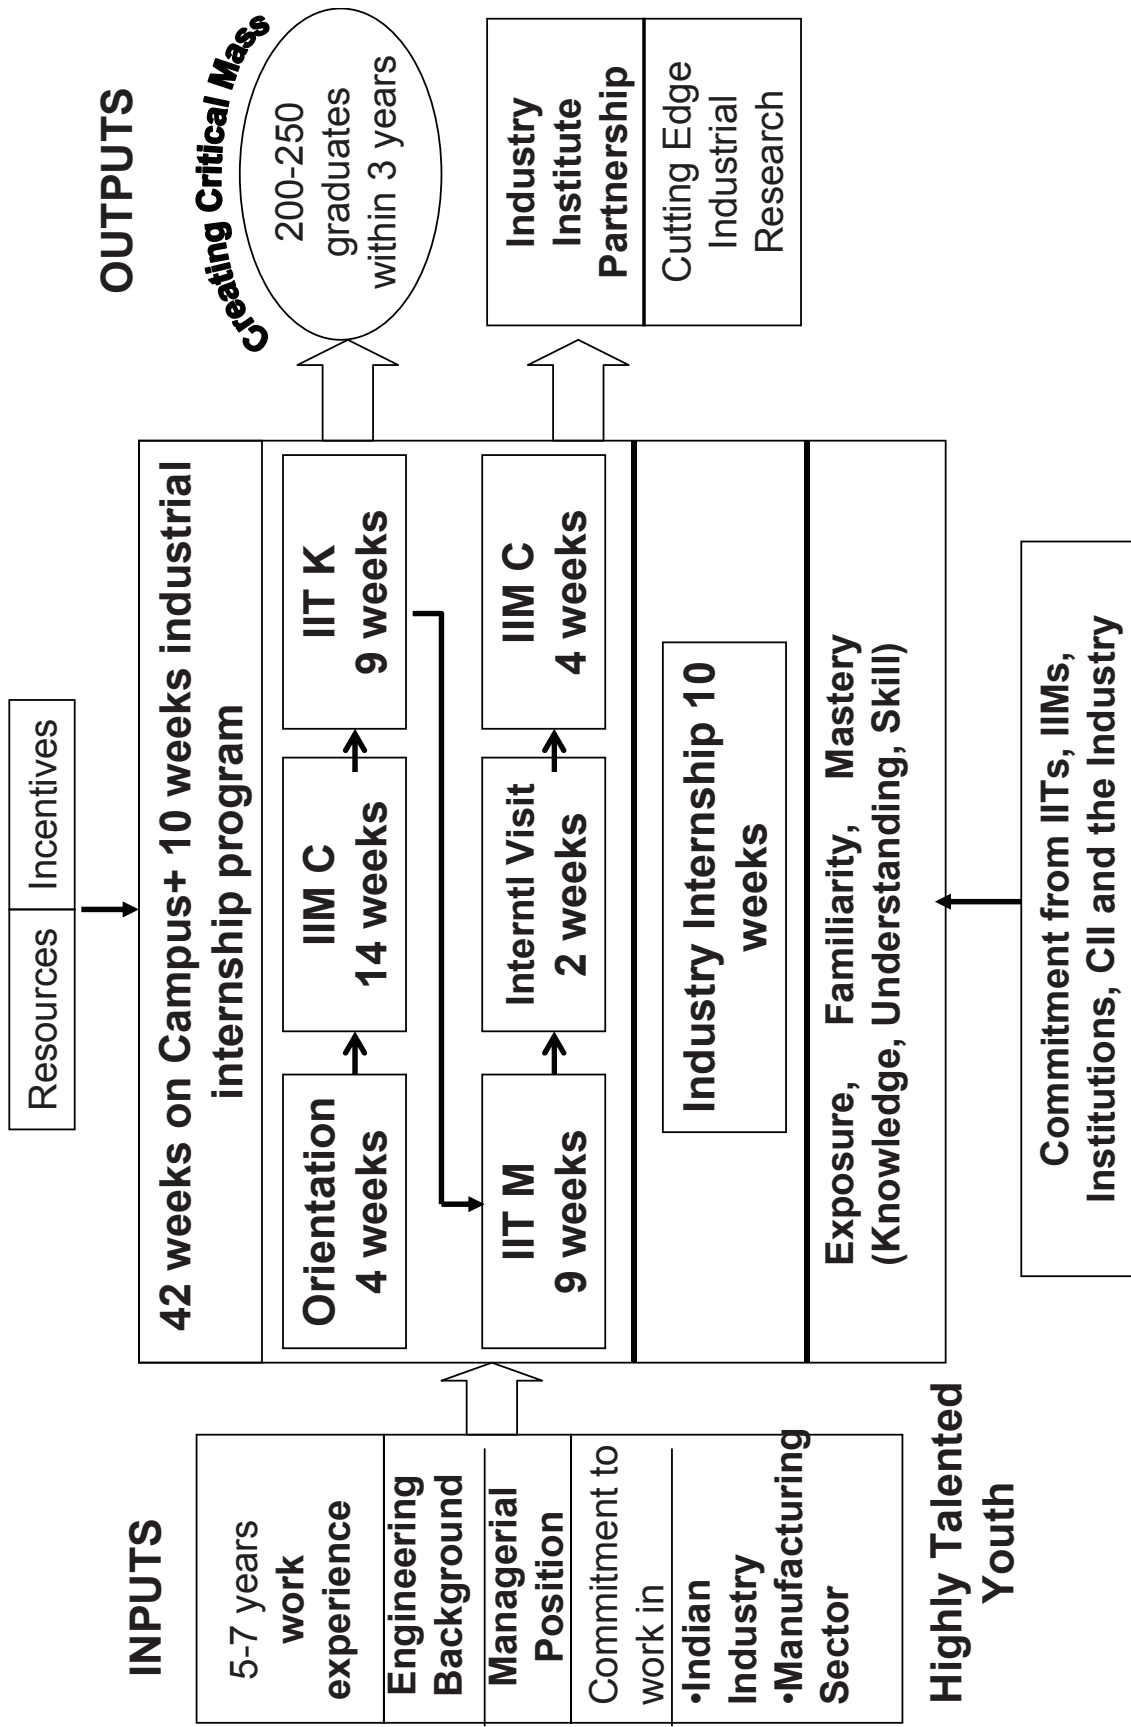 Resources
Incentives
INPUTS
5-7 years
work
experience
Engineering
Background
Managerial
Position
Commitment to
work in
•Indian
Industry
•Manufacturing
Sector
Highly Talented
Youth
42 weeks on Campus+ 10 weeks industrial
internship program
Orientation
4 weeks
IIM C
14 weeks
IIT K
9 weeks
IIT M
9 weeks
Interntl Visit
2 weeks
IIM C
4 weeks
Industry Internship 10
weeks
Exposure, Familiarity, Mastery
(Knowledge, Understanding, Skill)
Commitment from IITs, IIMs,
Institutions, CII and the Industry
OUTPUTS
Creating Critical Mass
200-250
graduates
within 3 years
Industry
Institute
Partnership
Cutting Edge
Industrial
Research